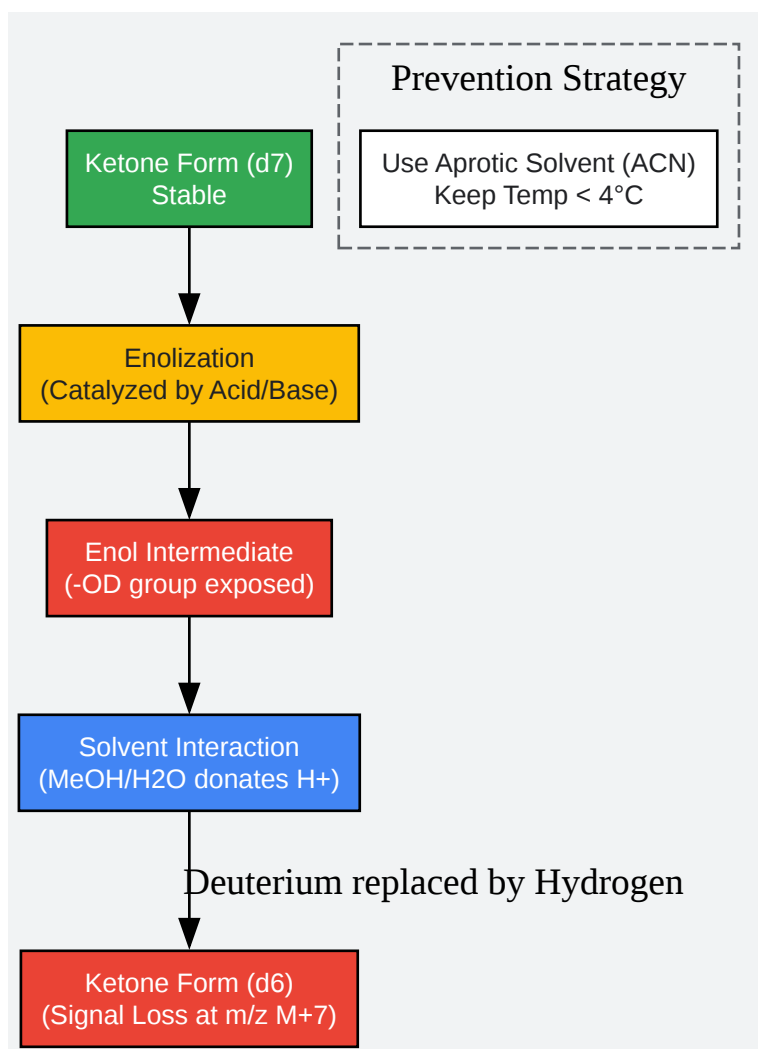 Prevention Strategy
Ketone Form (d7)
Stable
Use Aprotic Solvent (ACN)
Keep Temp < 4°C
Enolization
(Catalyzed by Acid/Base)
Enol Intermediate
(-OD group exposed)
Solvent Interaction
(MeOH/H2O donates H+)
Deuterium replaced by Hydrogen
Ketone Form (d6)
(Signal Loss at m/z M+7)